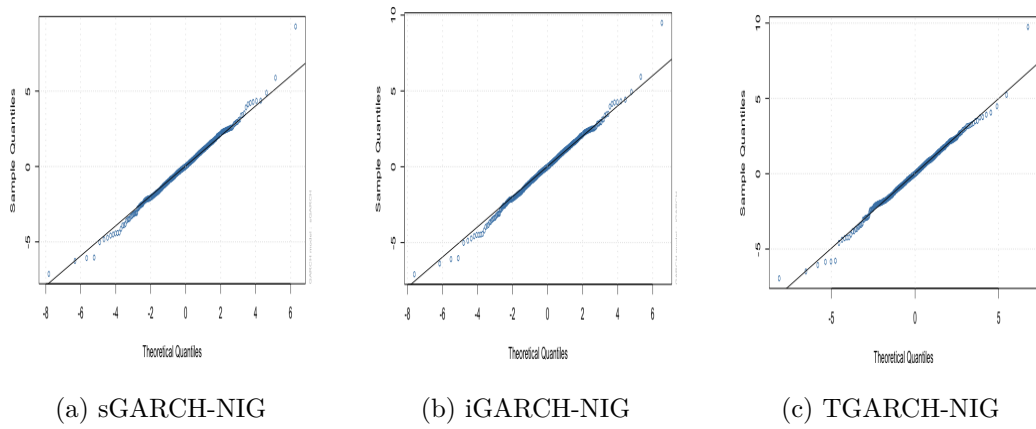 10
10
5
5
5
0
0
0
-5
-5
-5
Sample Quantiles
Sample Quantiles
Sample Quantiles
-8 -6 -4 -2 0 2 4 6
-8 -6 -4 -2 0 2 4 6
-5 0 5
Theoretical Quantiles
Theoretical Quantiles
Theoretical Quantiles
(a) sGARCH-NIG
(b) iGARCH-NIG
(c) TGARCH-NIG